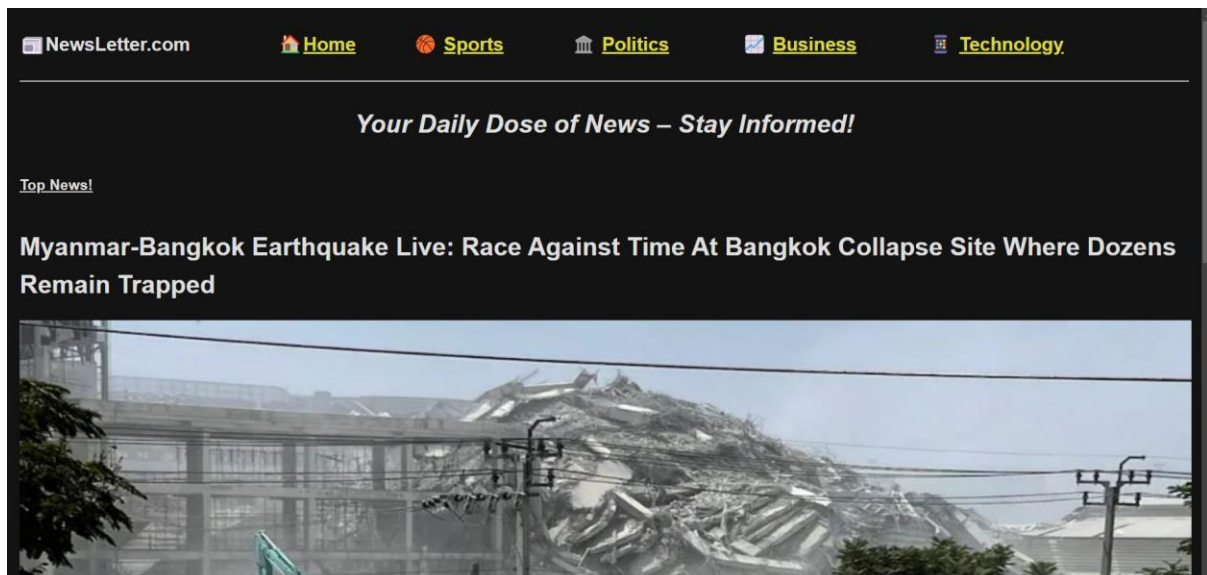 NewsLetter.com Home Sports Politics Business Technology
Your Daily Dose of News – Stay Informed!
Top News!
Myanmar-Bangkok Earthquake Live: Race Against Time At Bangkok Collapse Site Where Dozens
Remain Trapped